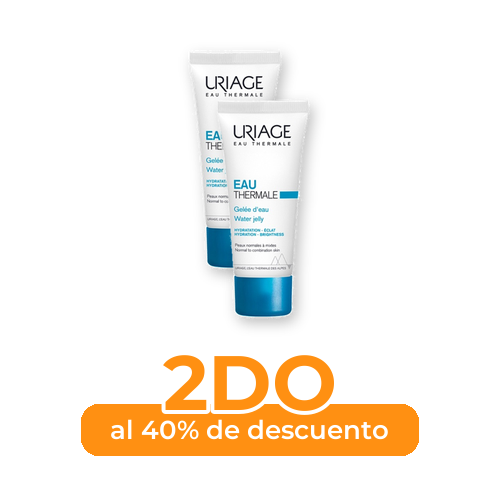 URIAGE
EAU THERMALE
EAU
THERMALE
Gelée
Water
URIAGE
EAU THERMALE
EAU
THERMALE
Gelée d'eau
Water jelly
HYDRATATION - ÉCLAT
HYDRATION - BRIGHTNESS
Peaux normales à mixtes
Normal to combination skin
2DO
al 40% de descuento